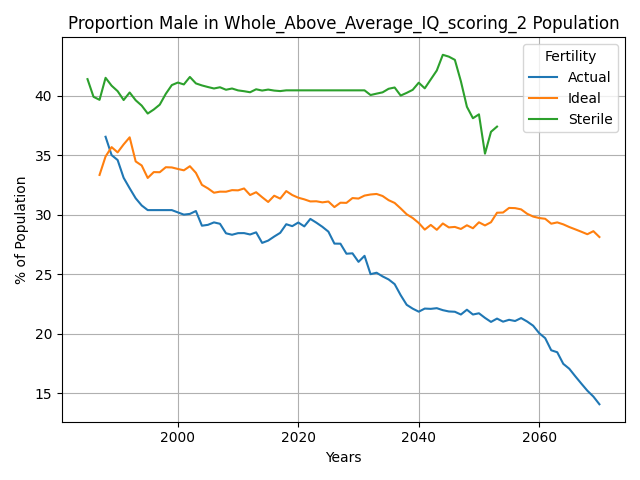 Proportion Male in Whole_Above_Average_IQ_scoring_2 Population
Fertility
Actual
Ideal
Sterile
% of Population
40
35
30
25
20
15
2000
2020
2040
2060
Years